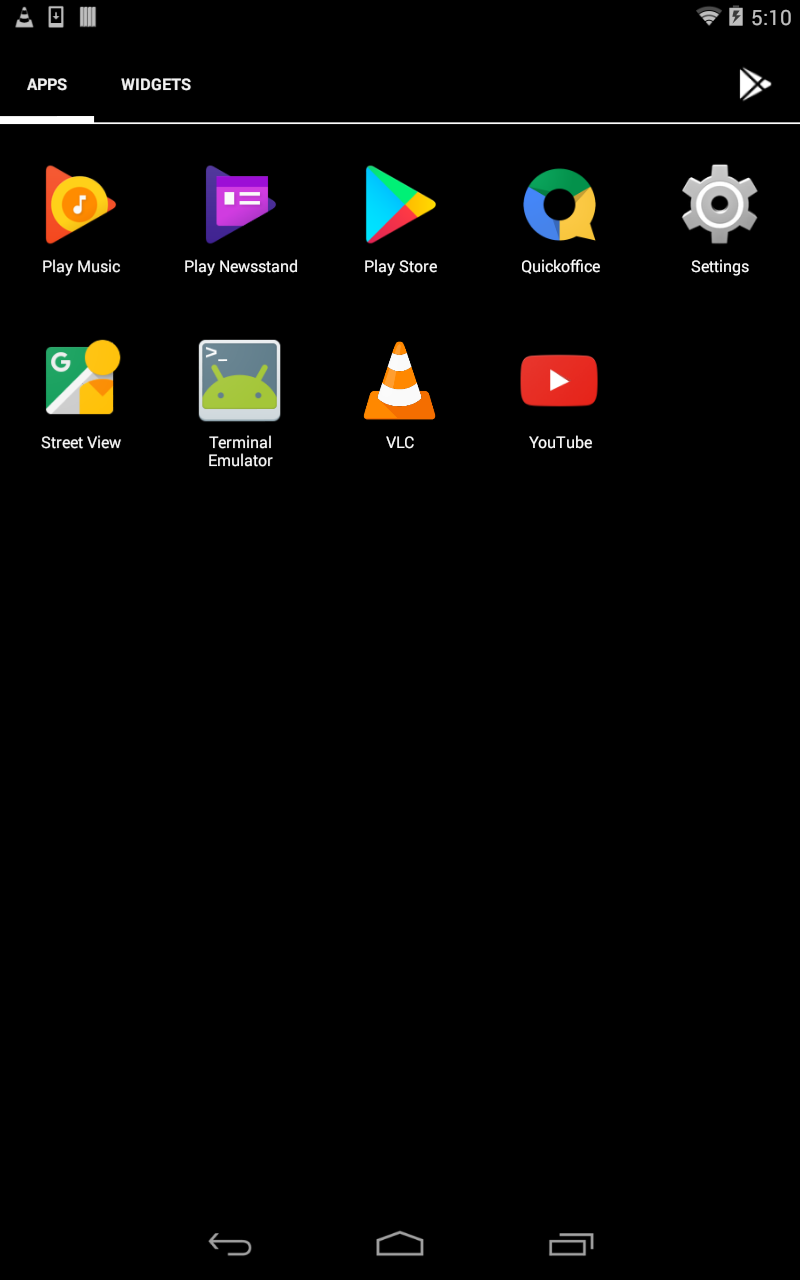 5:10
APPS WIDGETS
Play Music Play Newsstand Play Store Quickoffice Settings
G >_
Street View Terminal VLC YouTube
Emulator